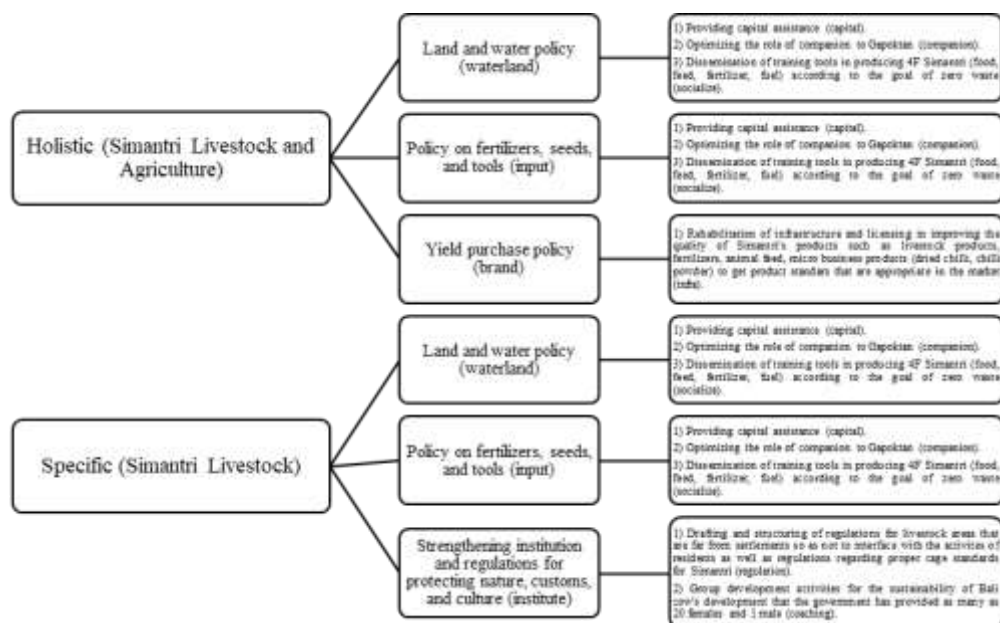 Land and water policy
(waterland)
1) Providing capital assistance (capital).
2) Optimizing the role of companion to Gapoktan (companion).
3) Dissemination of training tools in producing 4F Simantri (food,
feed, fertilizer, fuel) according to the goal of zero waste
(socialize).
Holistic (Simantri Livestock and
Agriculture)
Policy on fertilizers, seeds,
and tools (input)
1) Providing capital assistance (capital).
2) Optimizing the role of companion to Gapoktan (companion).
3) Dissemination of training tools in producing 4F Simantri (food,
feed, fertilizer, fuel) according to the goal of zero waste
(socialize).
Yield purchase policy
(brand)
1) Rehabilitation of infrastructure and licensing in improving the
quality of Simantri's products such as livestock products,
fertilizers, animal feed, micro business products (dried chills, chilli
powder) to get product standars that are appropriate in the market
(infra).
Land and water policy
(waterland)
1) Providing capital assistance (capital).
2) Optimizing the role of companion to Gapoktan (companion).
3) Dissemination of training tools in producing 4F Simantri (food,
feed, fertilizer, fuel) according to the goal of zero waste
(socialize).
Specific (Simantri Livestock)
Policy on fertilizers, seeds,
and tools (input)
1) Providing capital assistance (capital).
2) Optimizing the role of companion to Gapoktan (companion).
3) Dissemination of training tools in producing 4F Simantri (food,
feed, fertilizer, fuel) according to the goal of zero waste
(socialize).
Strengthening institution
and regulations for
protecting nature, customs,
and culture (institute)
1) Drafting and structuring of regulations for livestock areas that
are far from settlements so as not to interface with the activities of
residents as well as regulations regarding proper cage standards
for Simantri (regulation).
2) Group development activities for the sustainability of Bali
cow's development that the government has provided as many as
20 females and 1 male (coaching).